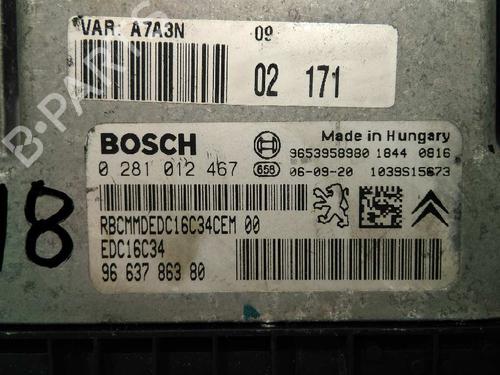 VAR: A7A3N 09
02 171
BOSCH
Made in Hungary
9653958980 1844 0816
0 281 012 467
658
06-09-20 1039S15673
RBCMMDEDC16C34CEM 00
EDC16C34
96 637 863 80
18
B-PARTS